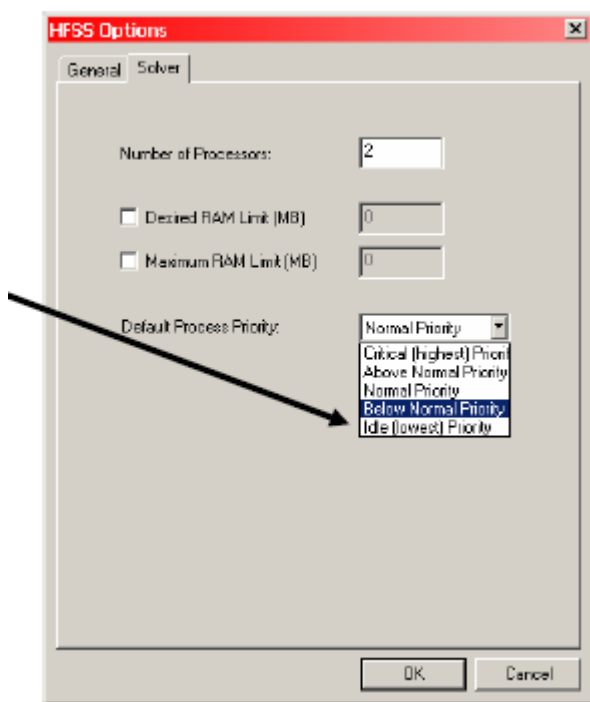 HFSS Options
General Solver
Number of Processors: 2
Desired RAM Limit (MB) 0
Maximum RAM Limit (MB) 0
Default Process Priority: Normal Priority
Critical (highest) Priorit
Above Normal Priority
Normal Priority
Below Normal Priority
Idle (lowest) Priority
OK Cancel